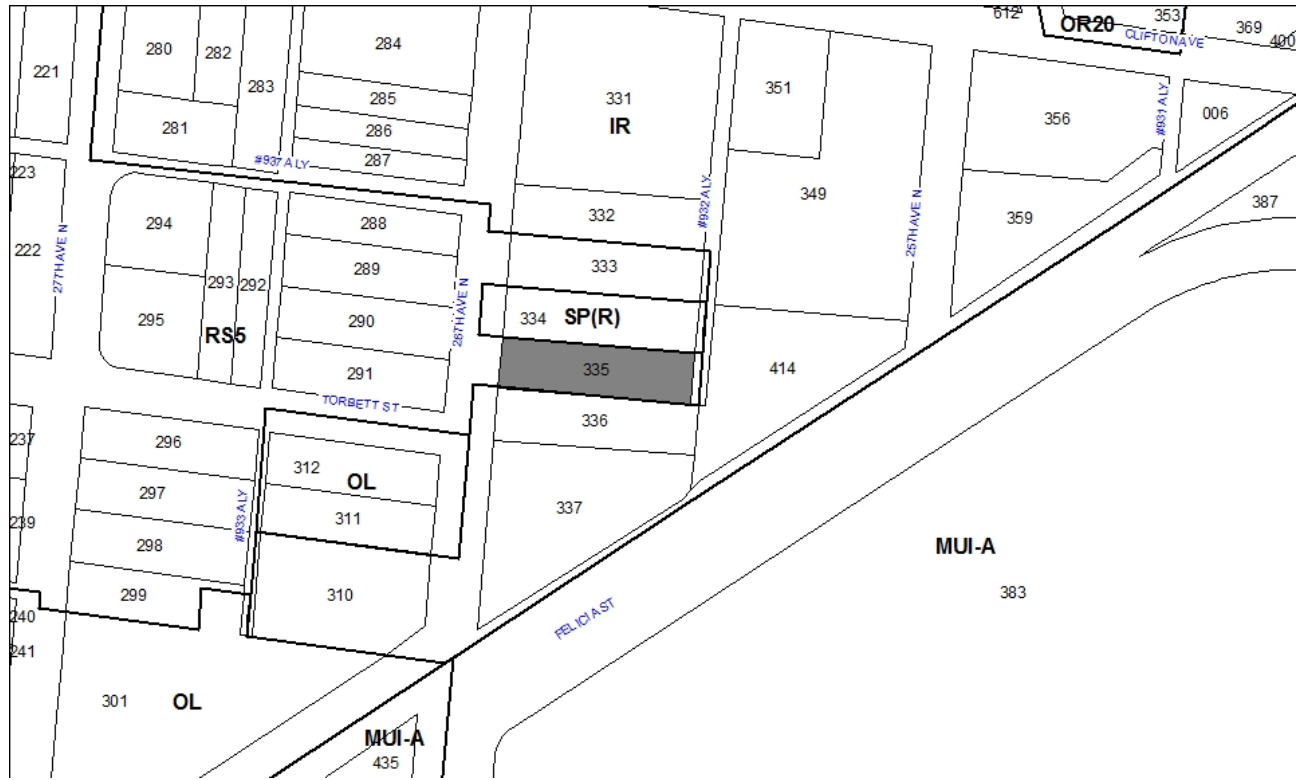 612
353
369
OR20
CLIFTON AVE
400
280
282
284
221
283
351
285
331
#931 ALY
006
281
286
IR
356
287
#937 ALY
223
#932 ALY
349
387
294
288
332
359
222
27TH AVE N
25TH AVE N
289
333
293
292
295
290
26TH AVE N
334
SP(R)
RS5
291
335
414
TORBETT ST
336
237
296
312
OL
297
337
311
239
#933 ALY
298
MUI-A
299
310
383
240
FELICIA ST
241
301
OL
MUI-A
435